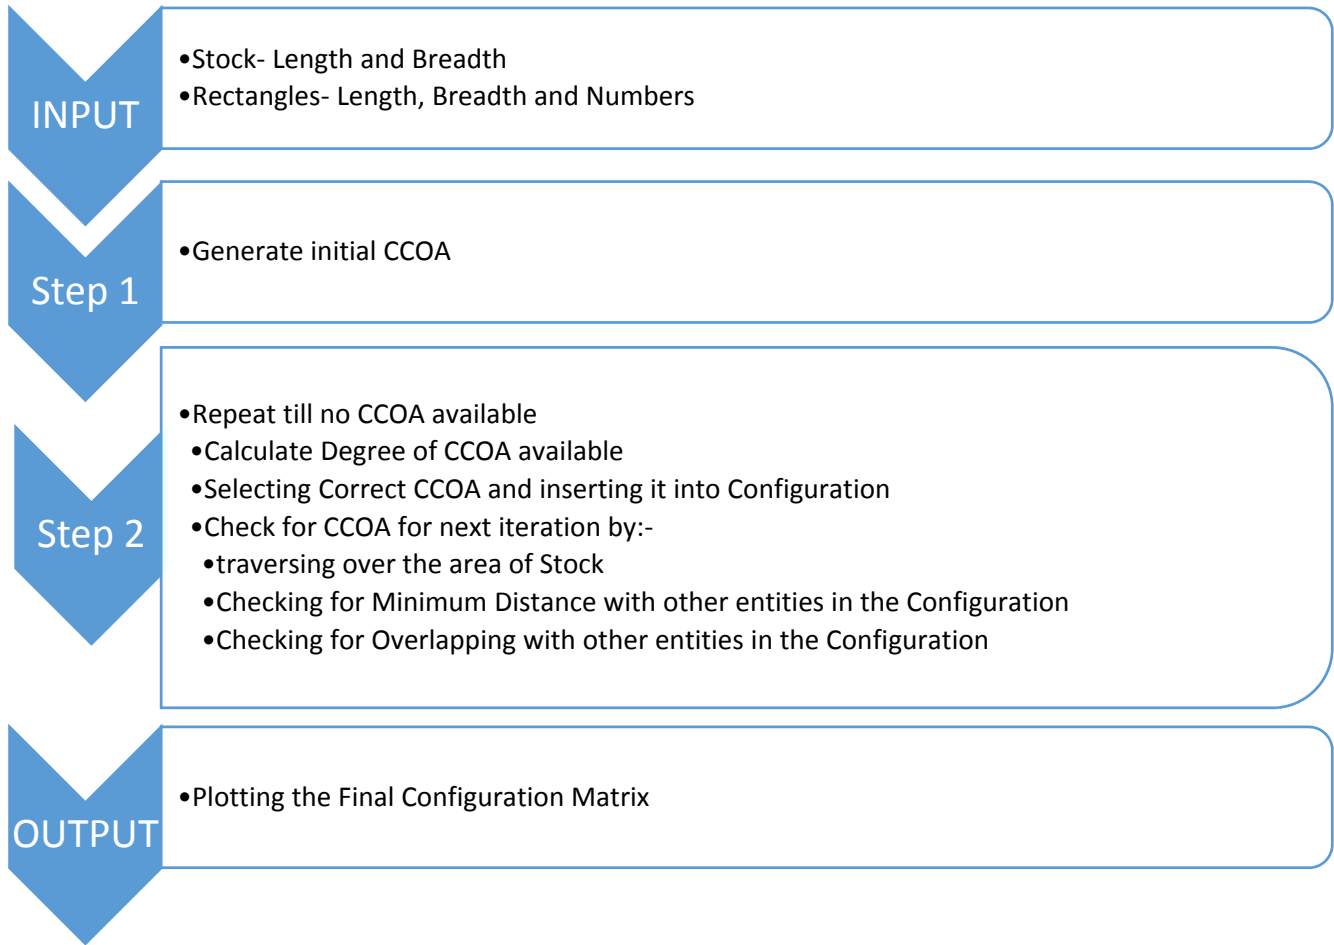 INPUT
•Stock- Length and Breadth
•Rectangles- Length, Breadth and Numbers
Step 1
•Generate initial CCOA
Step 2
•Repeat till no CCOA available
•Calculate Degree of CCOA available
•Selecting Correct CCOA and inserting it into Configuration
•Check for CCOA for next iteration by:-
•traversing over the area of Stock
•Checking for Minimum Distance with other entities in the Configuration
•Checking for Overlapping with other entities in the Configuration
OUTPUT
•Plotting the Final Configuration Matrix